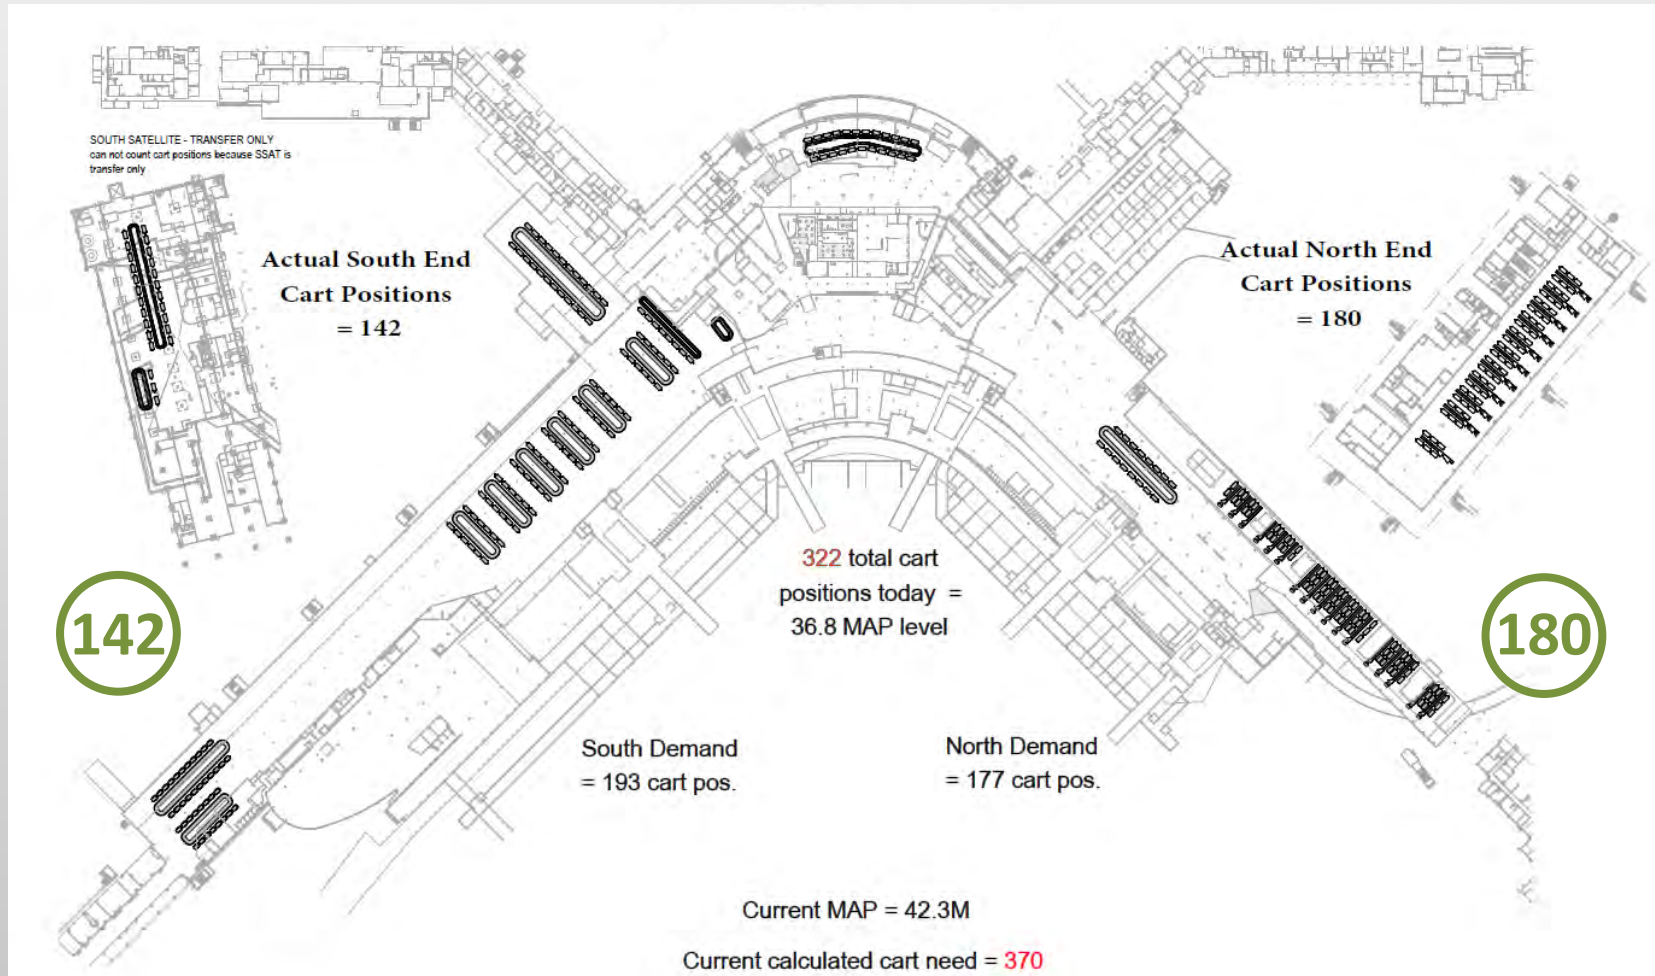 SOUTH SATELLITE - TRANSFER ONLY
can not count cart positions because SSAT is
transfer only
Actual South End
Cart Positions
= 142
Actual North End
Cart Positions
= 180
322 total cart
positions today =
36.8 MAP level
142
180
South Demand
= 193 cart pos.
North Demand
= 177 cart pos.
Current MAP = 42.3M
Current calculated cart need = 370